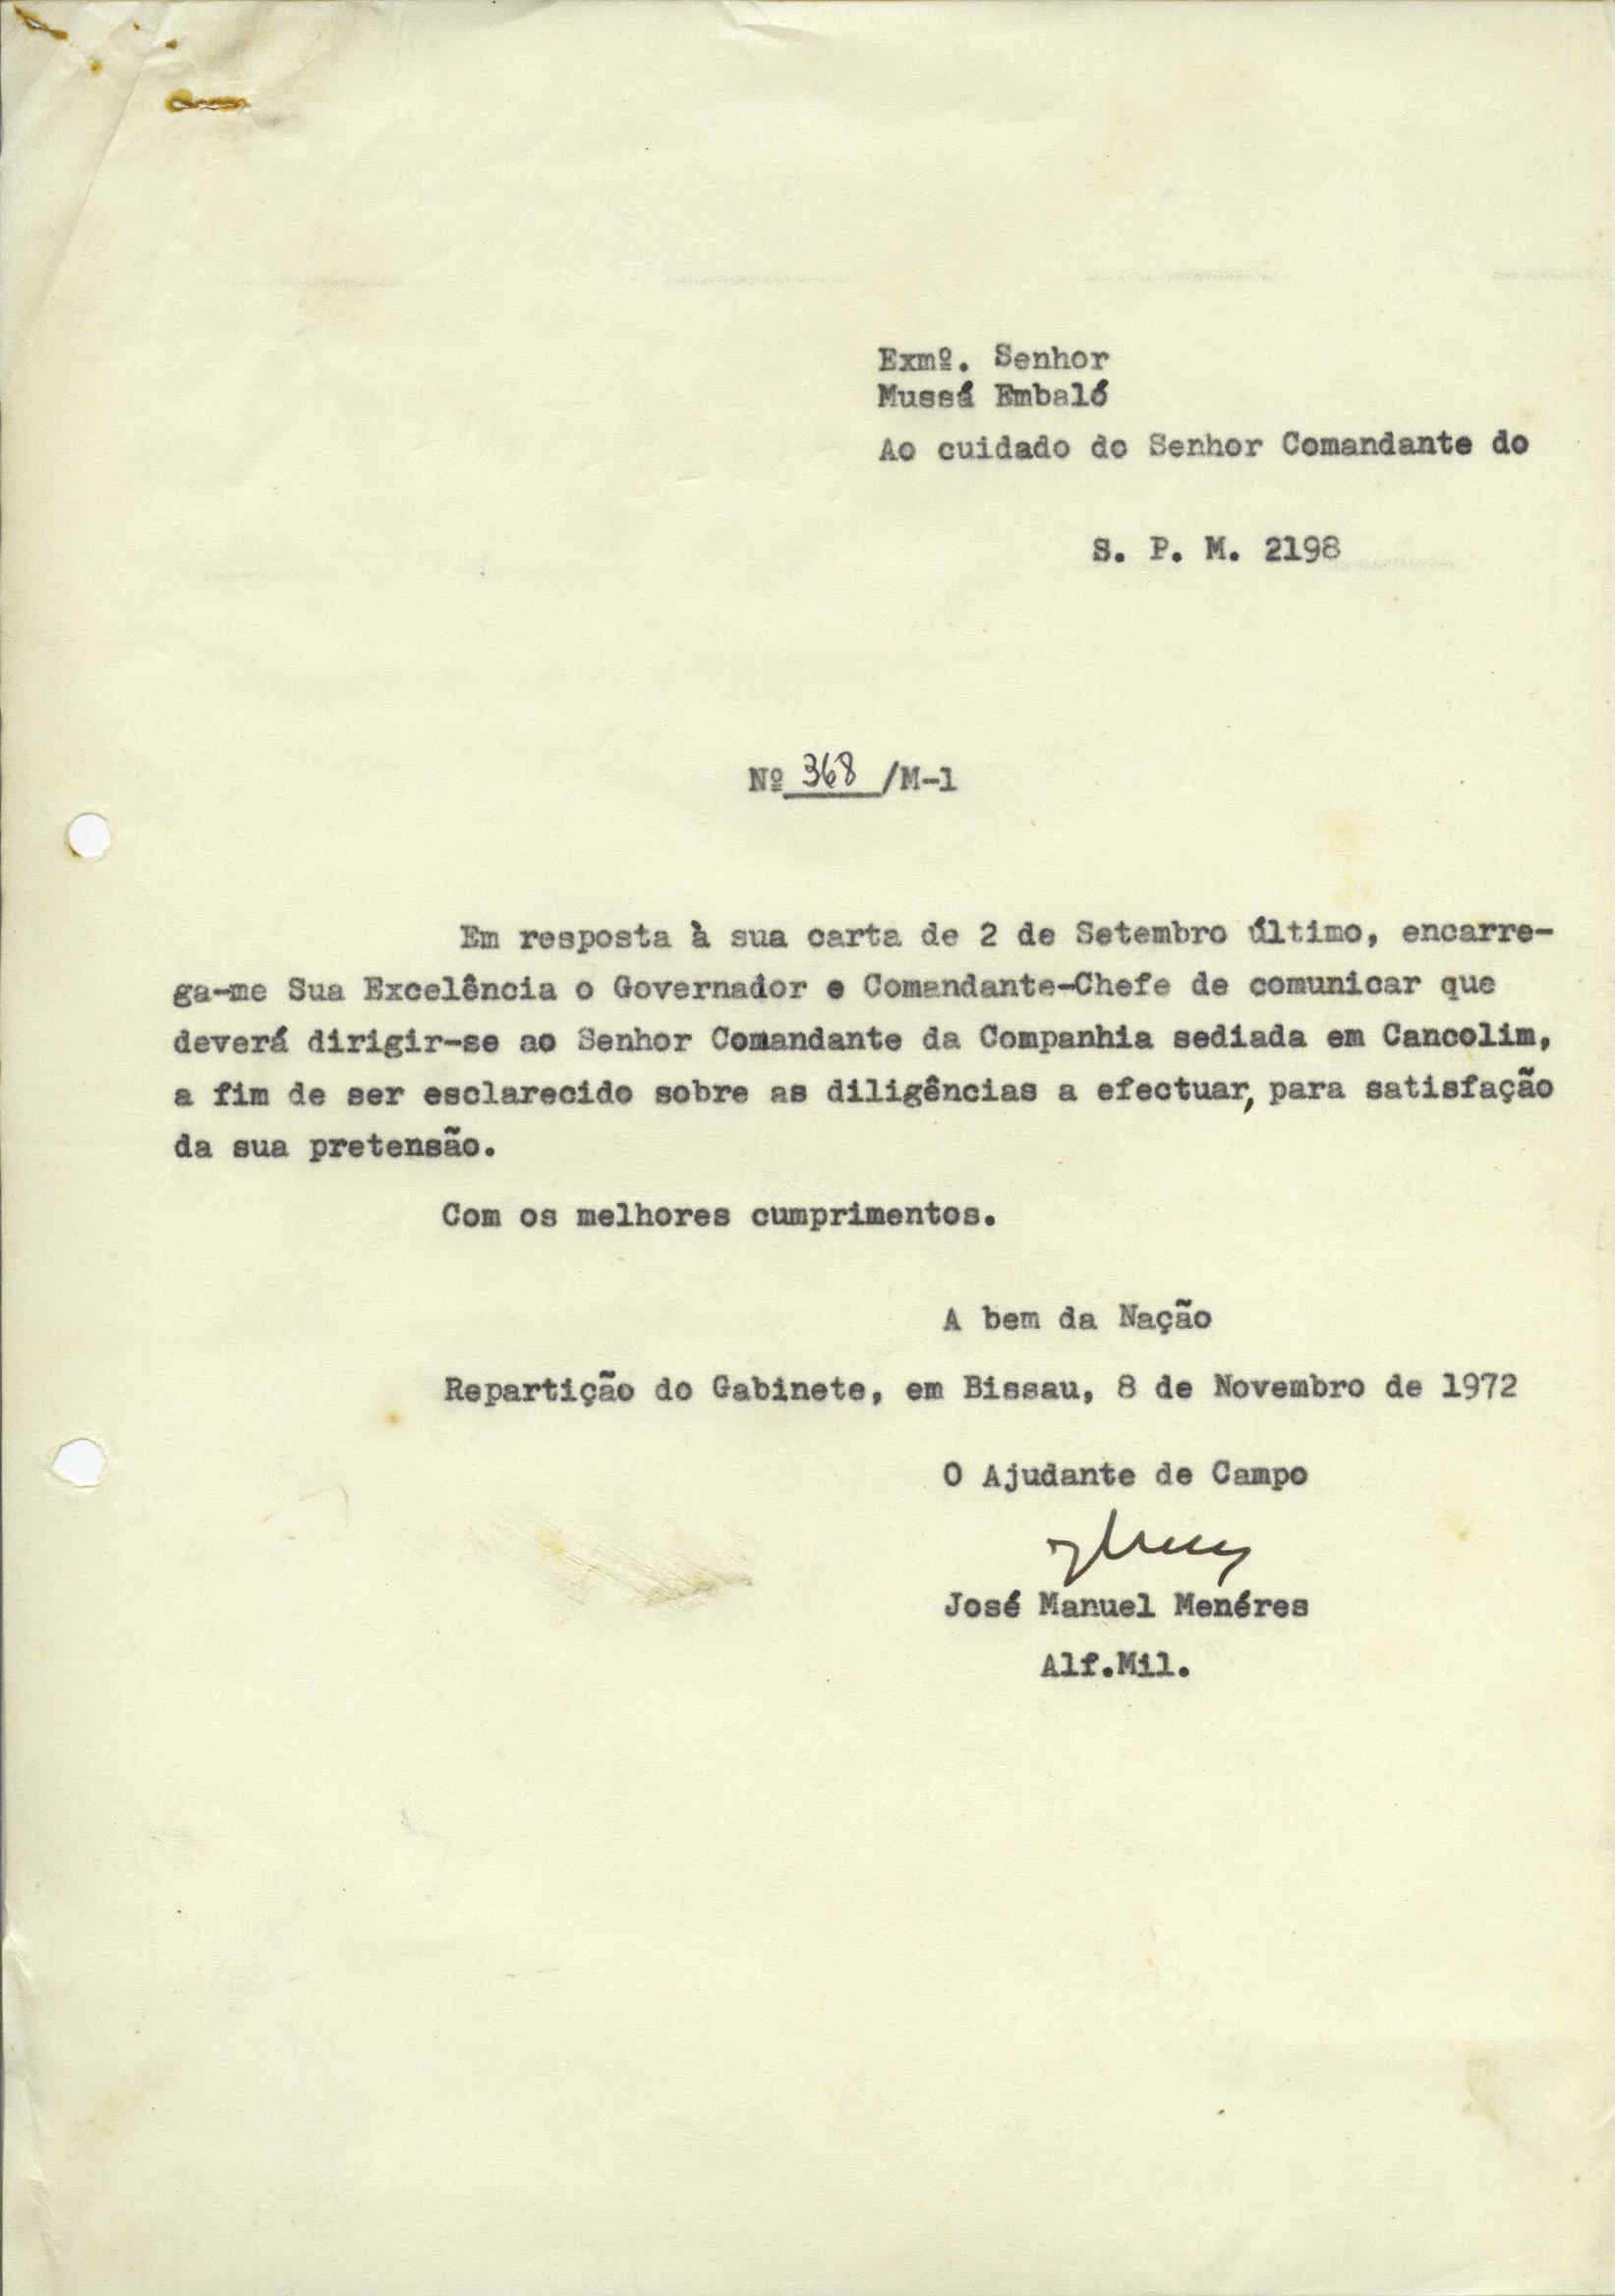 Exmº. Senhor
Mussá Embaló
Ao cuidado do Senhor Comandante do
S. P. M. 2198
Nº 368 /M-1
Em resposta à sua carta de 2 de Setembro último, encarre-
ga-me Sua Excelência o Governador e Comandante-Chefe de comunicar que
deverá dirigir-se ao Senhor Comandante da Companhia sediada em Cancolim,
a fim de ser esclarecido sobre as diligências a efectuar, para satisfação
da sua pretensão.
Com os melhores cumprimentos.
A bem da Nação
Repartição do Gabinete, em Bissau, 8 de Novembro de 1972
O Ajudante de Campo
José Manuel Menéres
Alf.Mil.